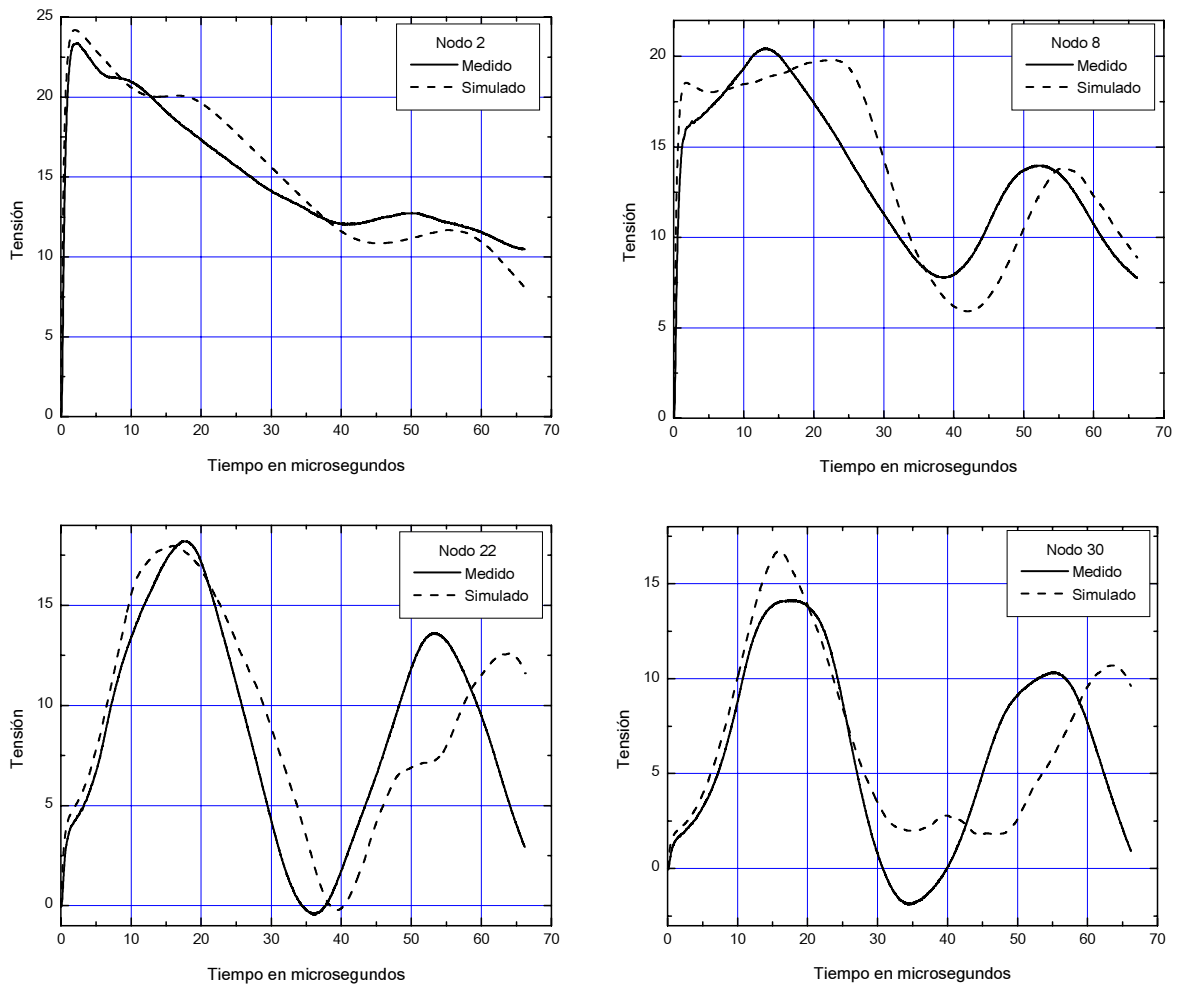 25
20
15
10
5
0
0 10 20 30 40 50 60 70
Tensión
Tiempo en microsegundos
Nodo 2
Medido
Simulado
20
15
10
5
0
0 10 20 30 40 50 60 70
Tensión
Tiempo en microsegundos
Nodo 8
Medido
Simulado
15
10
5
0
0 10 20 30 40 50 60 70
Tensión
Tiempo en microsegundos
Nodo 22
Medido
Simulado
15
10
5
0
0 10 20 30 40 50 60 70
Tensión
Tiempo en microsegundos
Nodo 30
Medido
Simulado